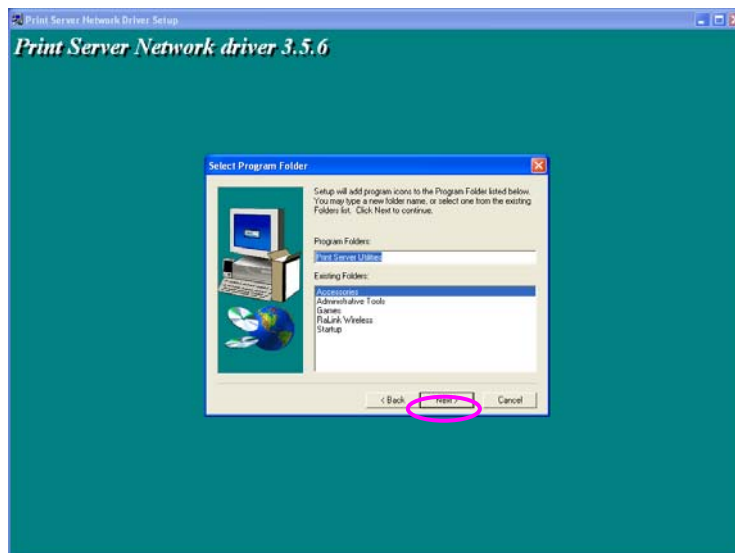 Print Server Network Driver Setup
Print Server Network driver 3.5.6
Select Program Folder
Setup will add program icons to the Program Folder listed below.
You may type a new folder name, or select one from the existing
Folders list. Click Next to continue.
Program Folders:
Print Server Utilities
Existing Folders:
Accessories
Administrative Tools
Games
RaLink Wireless
Startup
< Back Next > Cancel